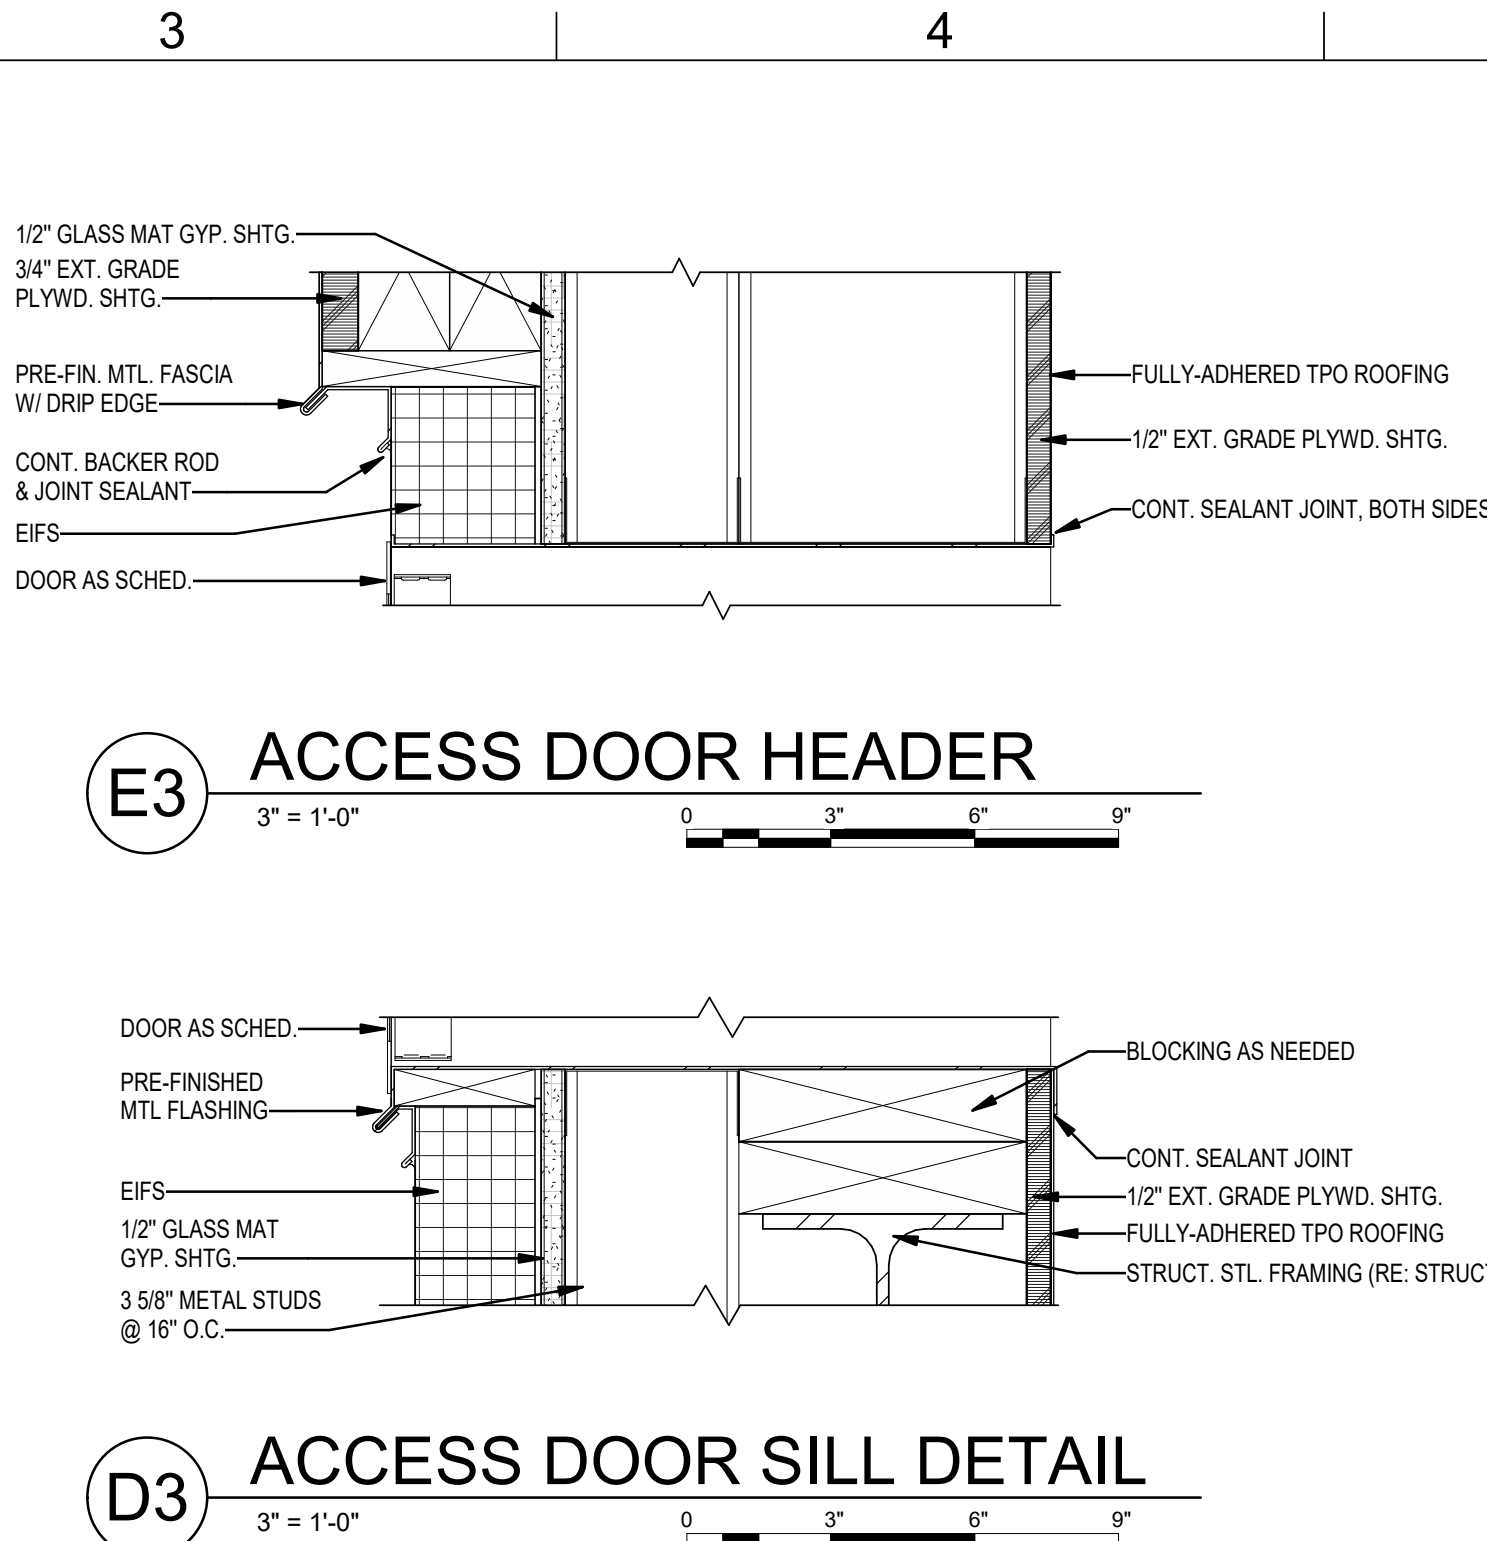 3
4
1/2" GLASS MAT GYP. SHTG.
3/4" EXT. GRADE
PLYWD. SHTG.
PRE-FIN. MTL. FASCIA
W/ DRIP EDGE
CONT. BACKER ROD
& JOINT SEALANT
EIFS
DOOR AS SCHED.
FULLY-ADHERED TPO ROOFING
1/2" EXT. GRADE PLYWD. SHTG.
CONT. SEALANT JOINT, BOTH SIDES
E3
ACCESS DOOR HEADER
3" = 1'-0"
0 3" 6" 9"
DOOR AS SCHED.
PRE-FINISHED
MTL FLASHING
EIFS
1/2" GLASS MAT
GYP. SHTG.
3 5/8" METAL STUDS
@ 16" O.C.
BLOCKING AS NEEDED
CONT. SEALANT JOINT
1/2" EXT. GRADE PLYWD. SHTG.
FULLY-ADHERED TPO ROOFING
STRUCT. STL. FRAMING (RE: STRUCT
D3
ACCESS DOOR SILL DETAIL
3" = 1'-0"
0 3" 6" 9"